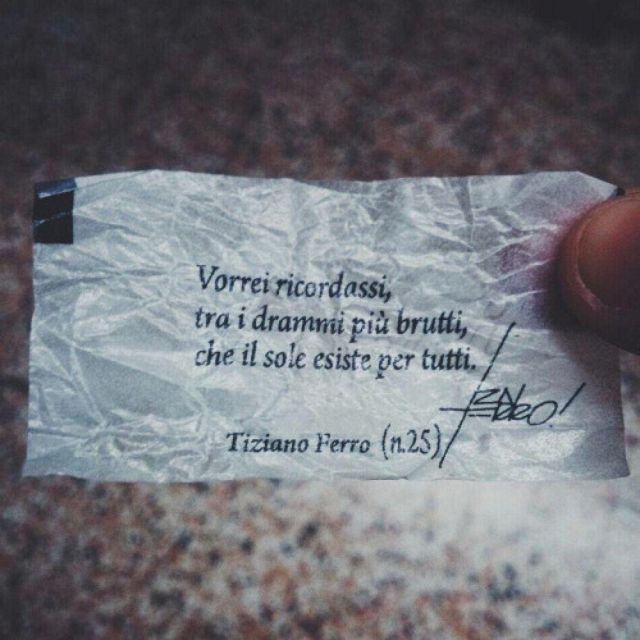 Vorrei ricordassi,
tra i drammi più brutti,
che il sole esiste per tutti.
Tiziano Ferro (n.25)